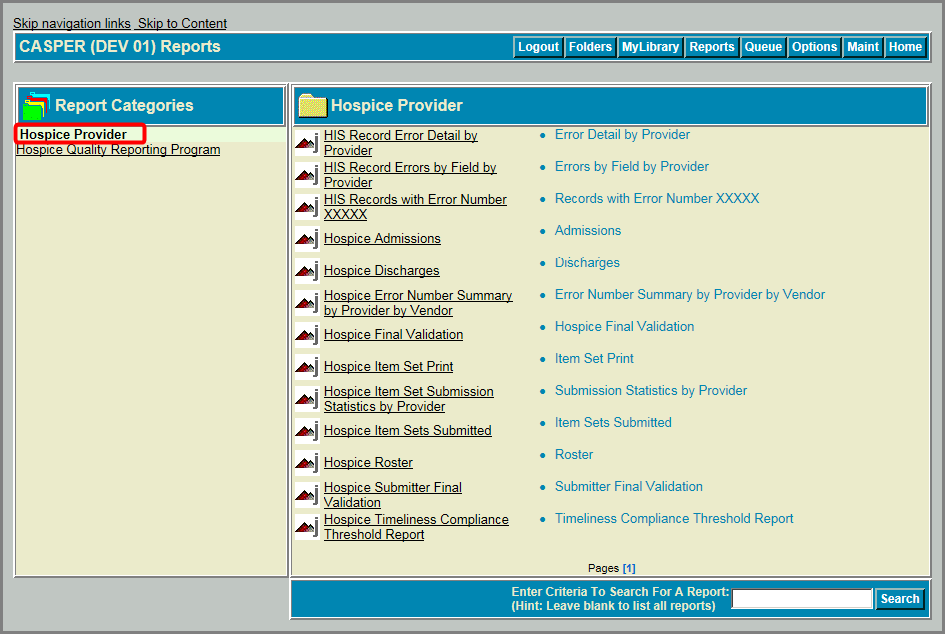 Skip navigation links  Skip to Content
CASPER (DEV 01) Reports
Logout Folders MyLibrary Reports Queue Options Maint Home
Report Categories
Hospice Provider
Hospice Quality Reporting Program
Hospice Provider
HIS Record Error Detail by
Provider
• Error Detail by Provider
HIS Record Errors by Field by
Provider
• Errors by Field by Provider
HIS Records with Error Number
XXXXX
• Records with Error Number XXXXX
Hospice Admissions
• Admissions
Hospice Discharges
• Discharges
Hospice Error Number Summary
by Provider by Vendor
• Error Number Summary by Provider by Vendor
Hospice Final Validation
• Hospice Final Validation
Hospice Item Set Print
• Item Set Print
Hospice Item Set Submission
Statistics by Provider
• Submission Statistics by Provider
Hospice Item Sets Submitted
• Item Sets Submitted
Hospice Roster
• Roster
Hospice Submitter Final
Validation
• Submitter Final Validation
Hospice Timeliness Compliance
Threshold Report
• Timeliness Compliance Threshold Report
Pages [1]
Enter Criteria To Search For A Report:
(Hint: Leave blank to list all reports)
Search